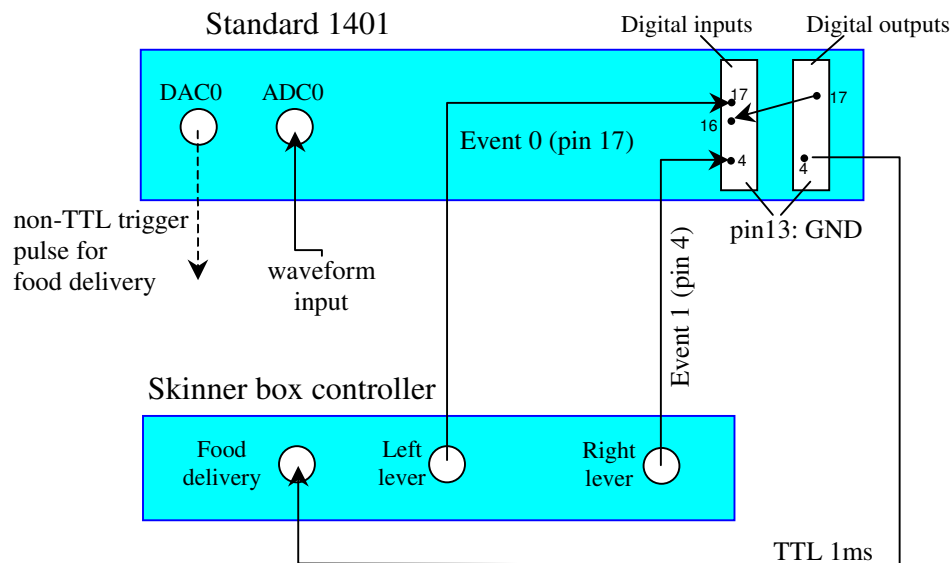 Standard 1401
Digital inputs
Digital outputs
DAC0
ADC0
17
17
16
Event 0 (pin 17)
4
4
non-TTL trigger
pulse for
food delivery
waveform
input
pin13: GND
Event 1 (pin 4)
Skinner box controller
Food
delivery
Left
lever
Right
lever
TTL 1ms